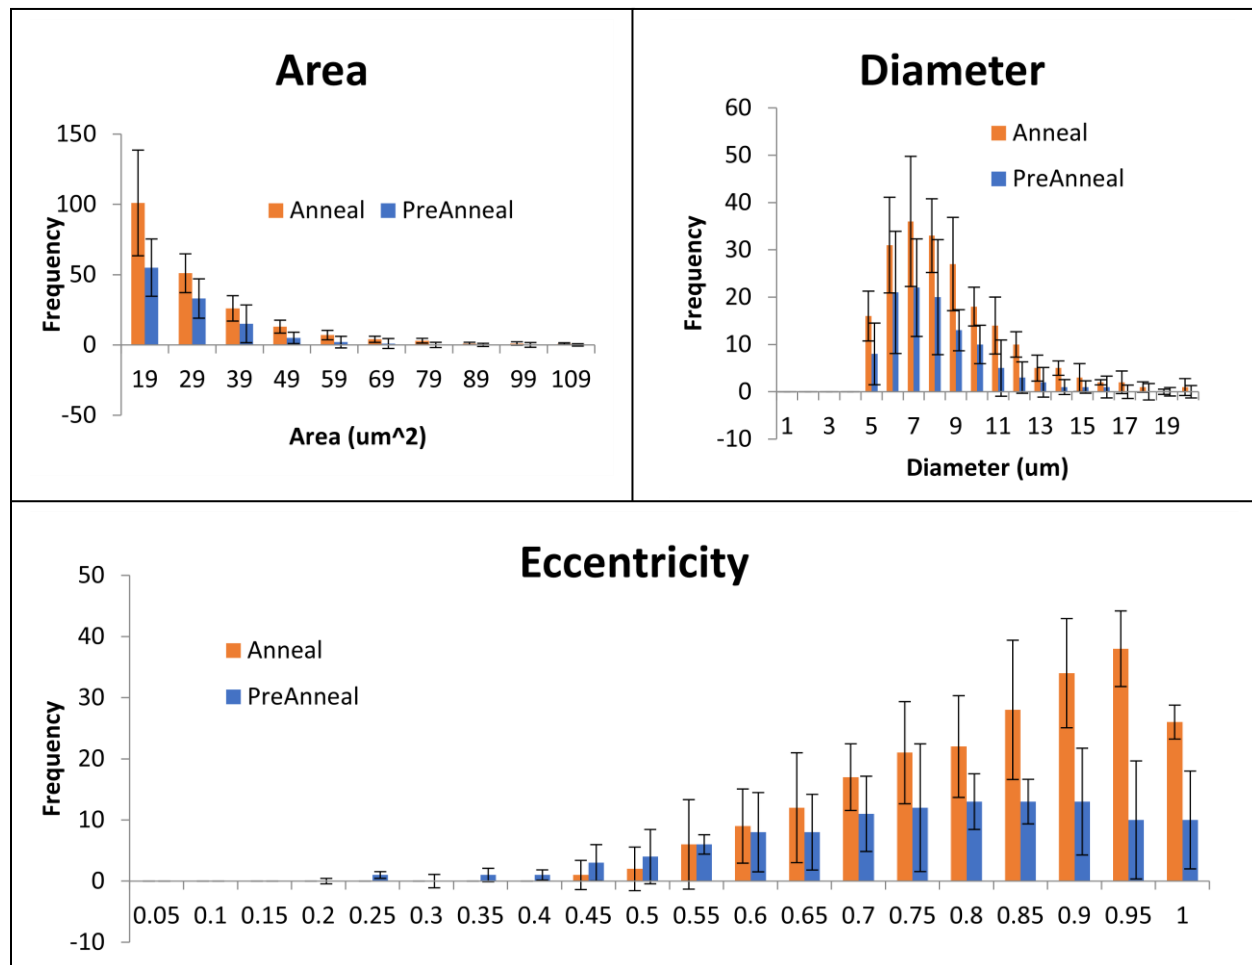 Area
150
100
50
0
-50
Frequency
Anneal PreAnneal
19 29 39 49 59 69 79 89 99 109
Area (um^2)
Diameter
60
50
40
30
20
10
0
-10
Frequency
Anneal
PreAnneal
1 3 5 7 9 11 13 15 17 19
Diameter (um)
Eccentricity
50
40
30
20
10
0
-10
Frequency
Anneal
PreAnneal
0.05 0.1 0.15 0.2 0.25 0.3 0.35 0.4 0.45 0.5 0.55 0.6 0.65 0.7 0.75 0.8 0.85 0.9 0.95 1